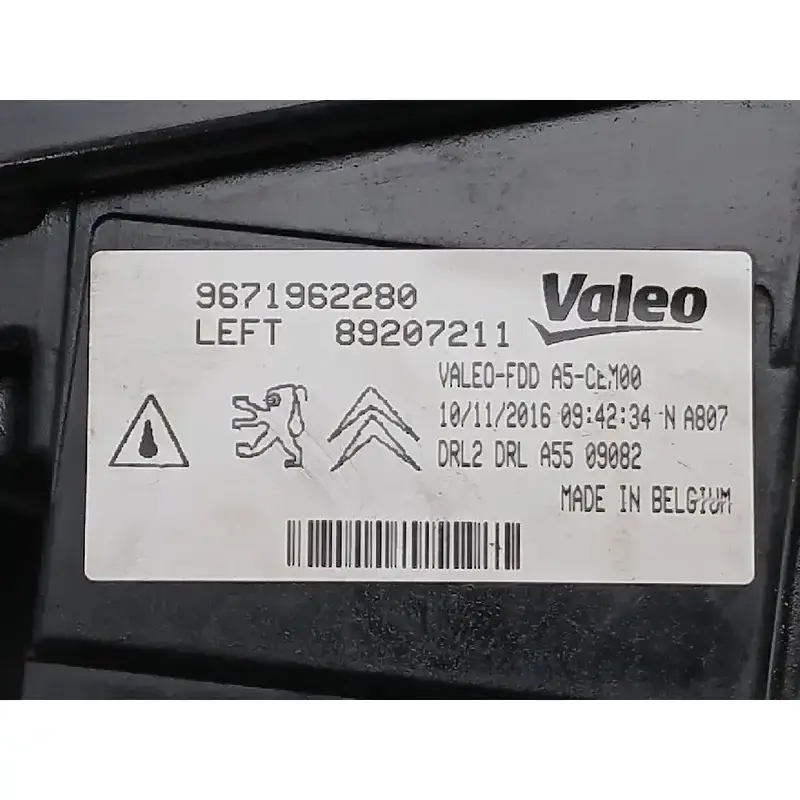 9671962280
LEFT 89207211
Valeo
VALEO-FDD A5-CEM00
10/11/2016 09:42:34 N A807
DRL2 DRL A55 09082
MADE IN BELGIUM